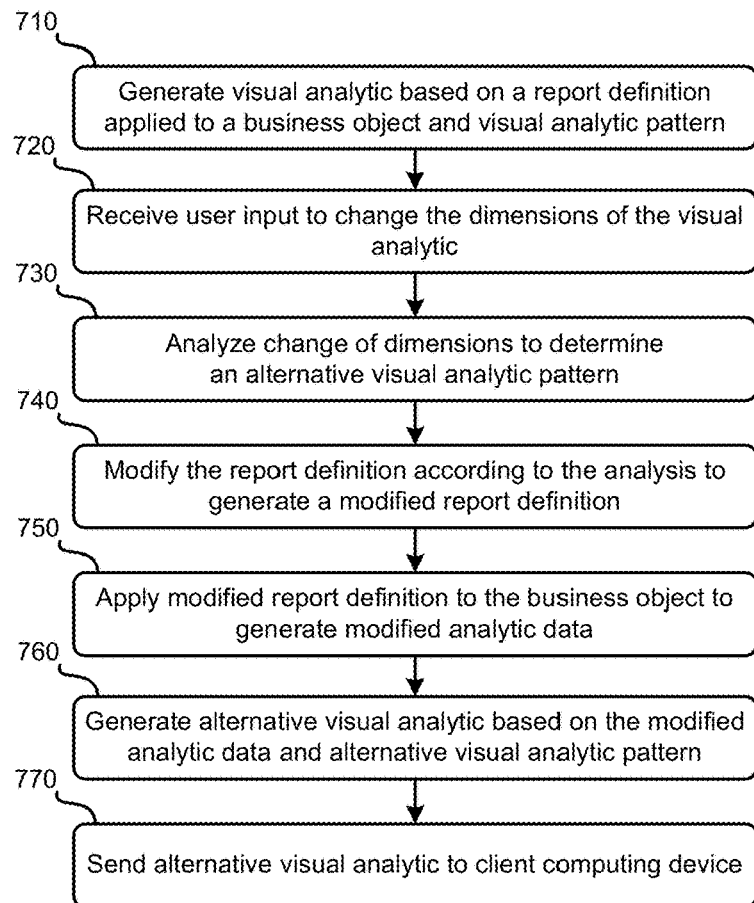 710
Generate visual analytic based on a report definition
applied to a business object and visual analytic pattern
720
Receive user input to change the dimensions of the visual
analytic
730
Analyze change of dimensions to determine
an alternative visual analytic pattern
740
Modify the report definition according to the analysis to
generate a modified report definition
750
Apply modified report definition to the business object to
generate modified analytic data
760
Generate alternative visual analytic based on the modified
analytic data and alternative visual analytic pattern
770
Send alternative visual analytic to client computing device